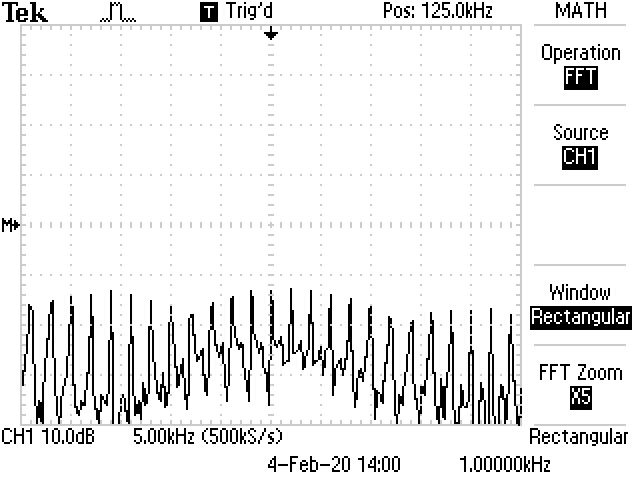 Tek T Trig'd Pos: 125.0kHz MATH
Operation
FFT
Source
CH1
M
Window
Rectangular
FFT Zoom
X5
CH1 10.0dB 5.00kHz (500kS/s) Rectangular
4-Feb-20 14:00 1.00000kHz